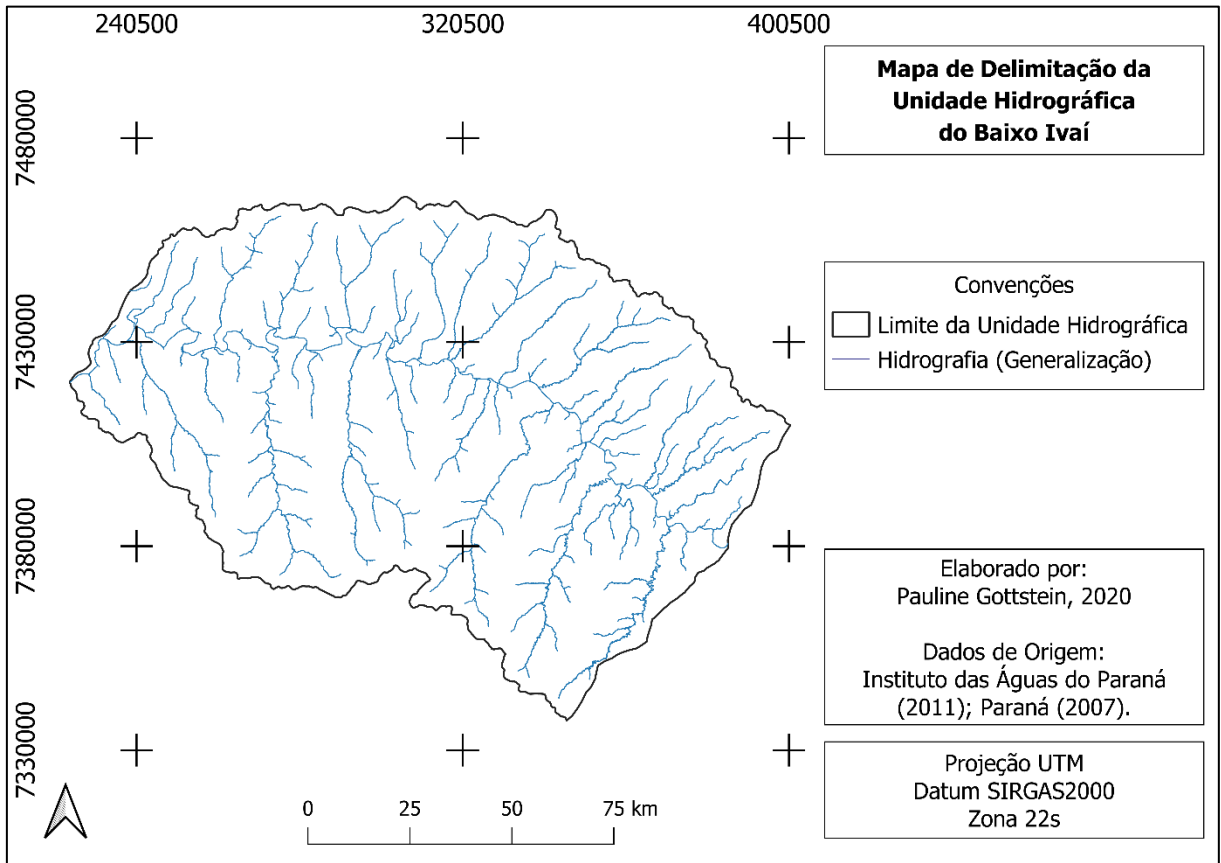 240500
320500
400500
7480000
7430000
7380000
7330000
Mapa de Delimitação da
Unidade Hidrográfica
do Baixo Ivaí
Convenções
Limite da Unidade Hidrográfica
Hidrografia (Generalização)
Elaborado por:
Pauline Gottstein, 2020
Dados de Origem:
Instituto das Águas do Paraná
(2011); Paraná (2007).
Projeção UTM
Datum SIRGAS2000
Zona 22s
0 25 50 75 km